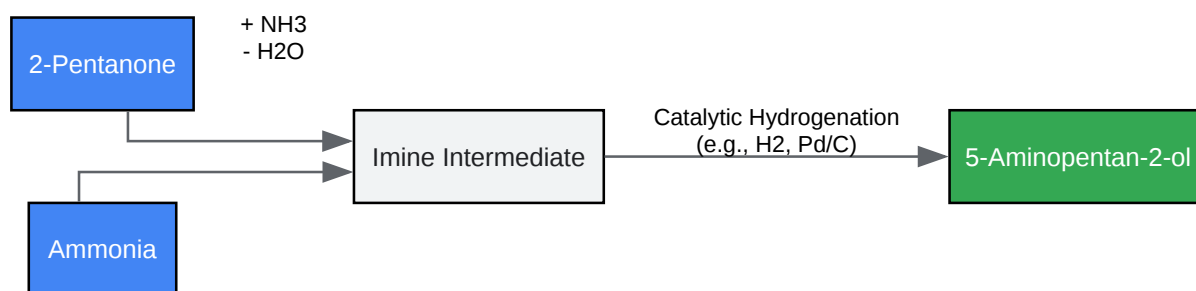 2-Pentanone
+ NH3
- H2O
Imine Intermediate
Catalytic Hydrogenation
(e.g., H2, Pd/C)
5-Aminopentan-2-ol
Ammonia